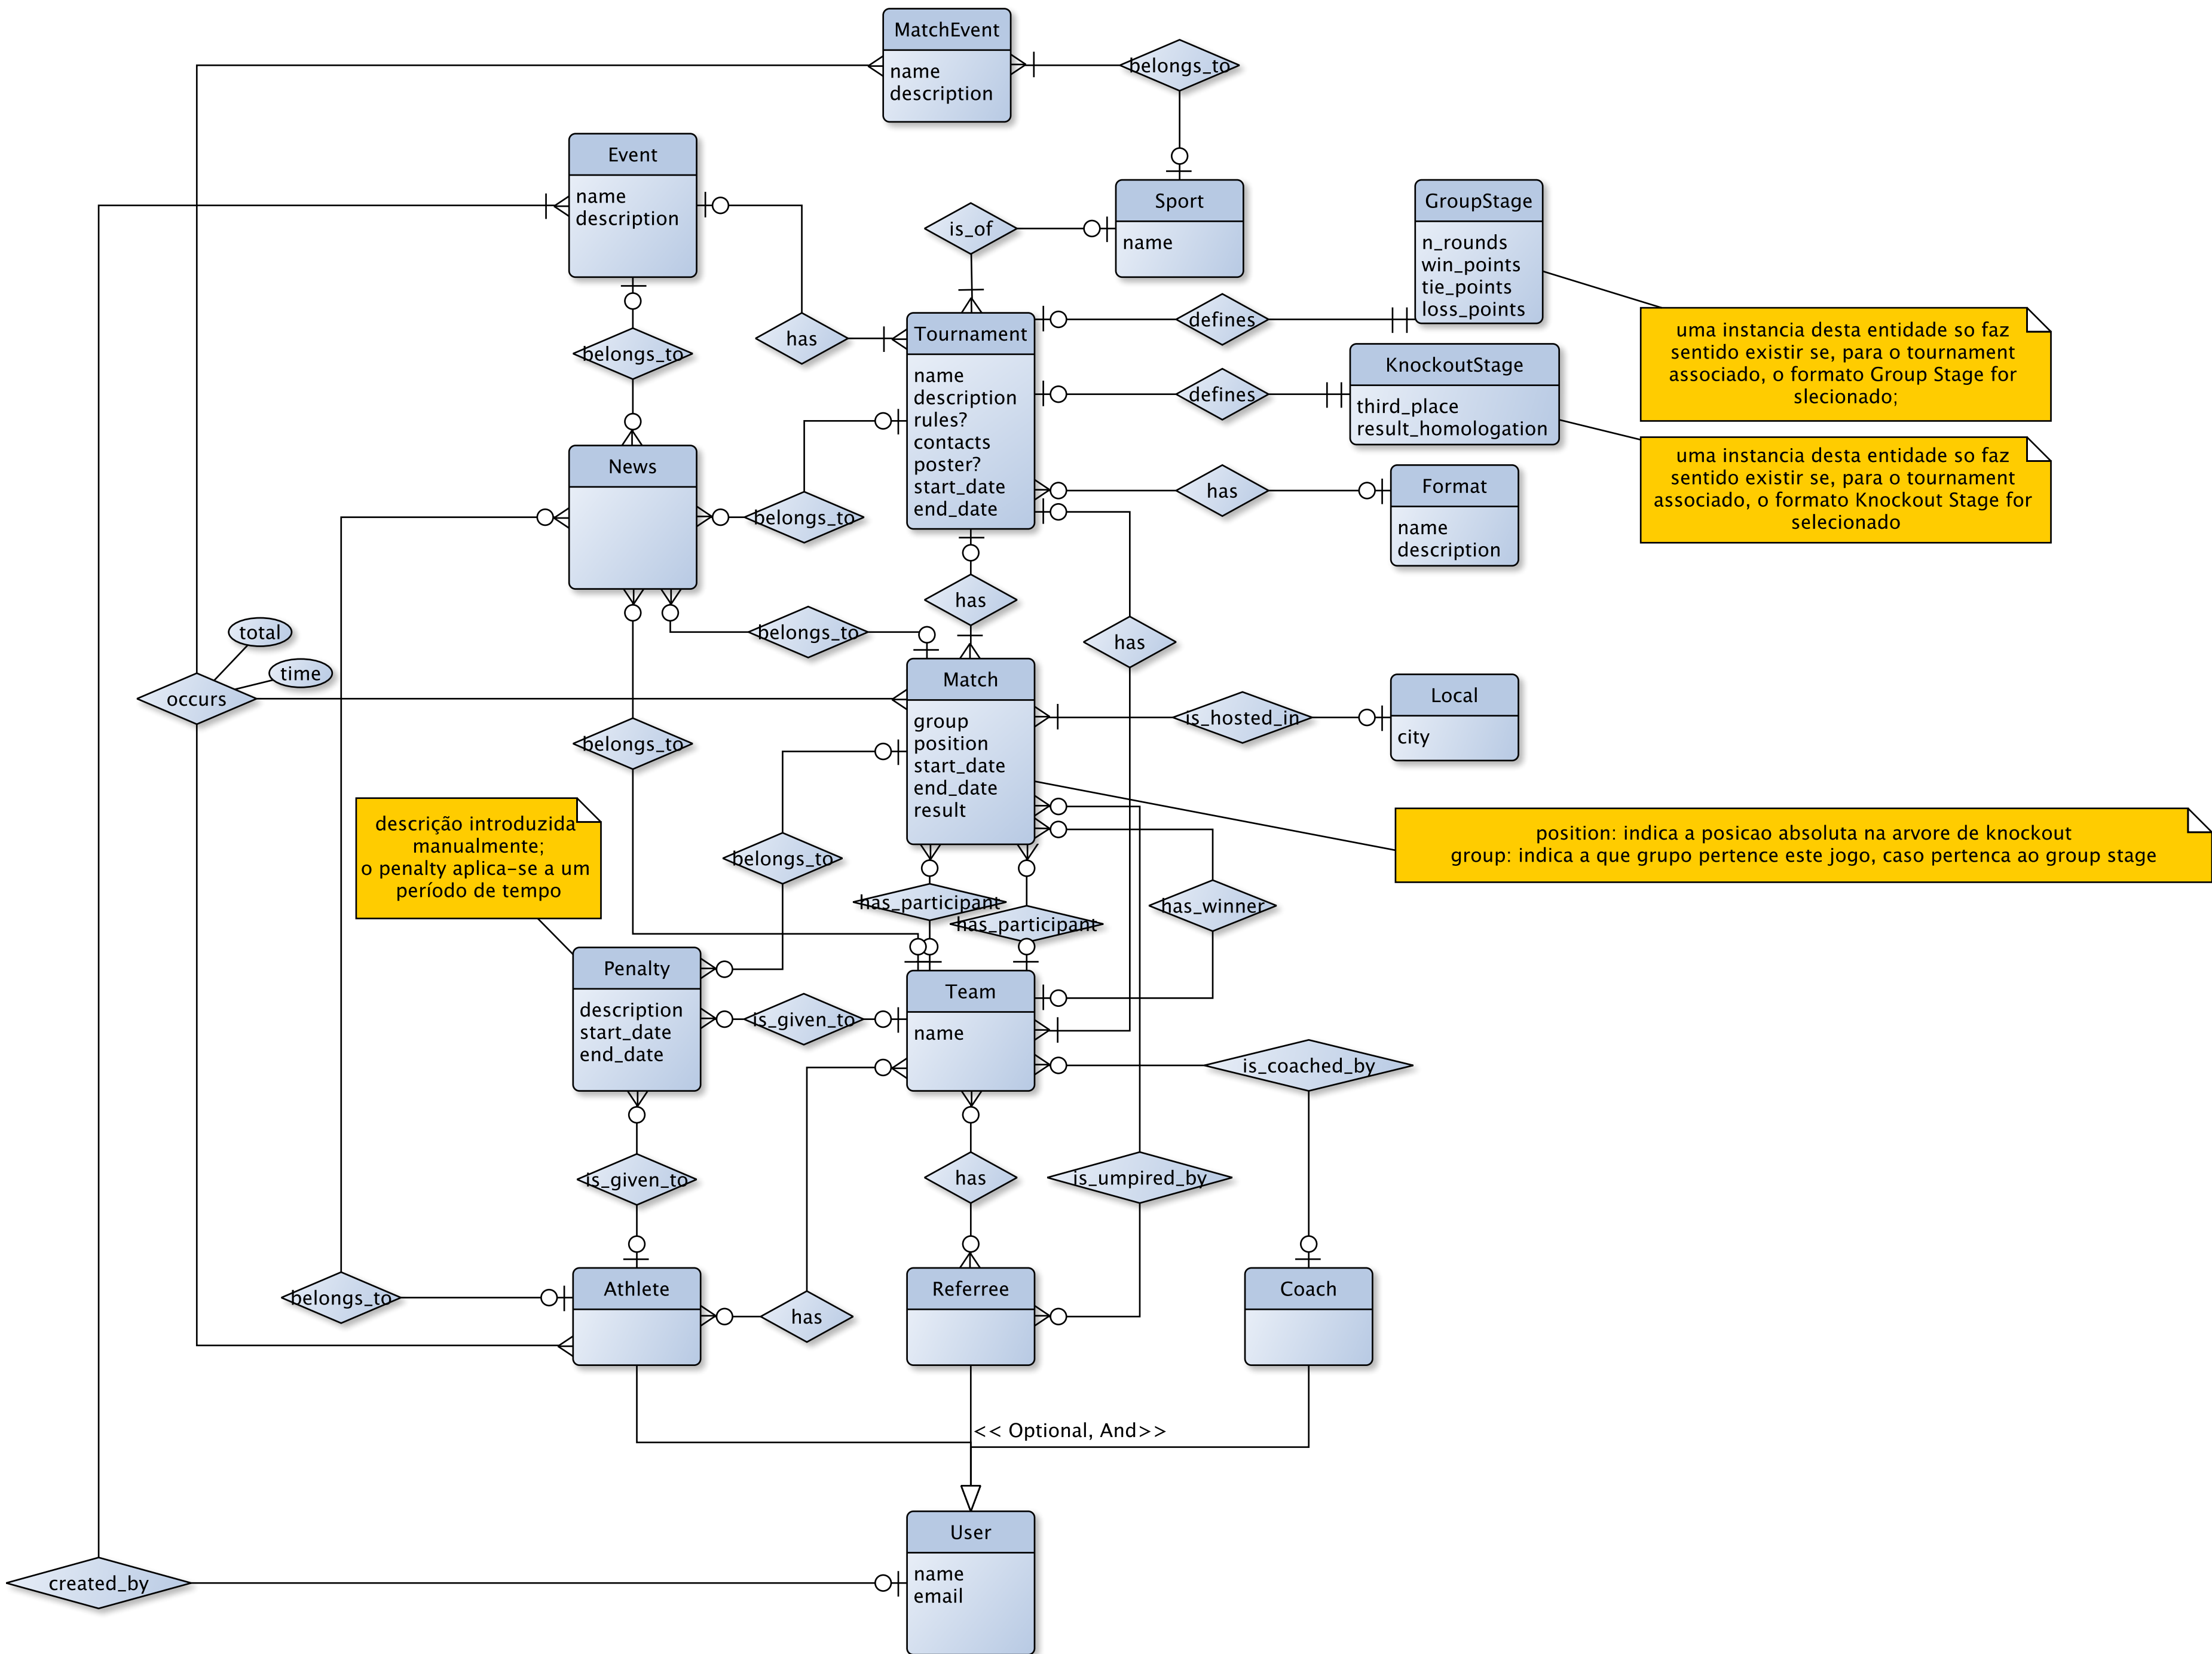 MatchEvent
name
description
belongs_to
Event
name
description
Sport
name
GroupStage
n_rounds
win_points
tie_points
loss_points
is_of
uma instancia desta entidade so faz
sentido existir se, para o tournament
associado, o formato Group Stage for
slecionado;
defines
has
belongs_to
Tournament
name
description
rules?
contacts
poster?
start_date
end_date
KnockoutStage
third_place
result_homologation
defines
uma instancia desta entidade so faz
sentido existir se, para o tournament
associado, o formato Knockout Stage for
selecionado
News
belongs_to
has
Format
name
description
has
belongs_to
has
total
time
occurs
Match
group
position
start_date
end_date
result
is_hosted_in
Local
city
belongs_to
descrição introduzida
manualmente;
o penalty aplica-se a um
período de tempo
belongs_to
position: indica a posicao absoluta na arvore de knockout
group: indica a que grupo pertence este jogo, caso pertenca ao group stage
has_participant
has_participant
has_winner
Penalty
description
start_date
end_date
is_given_to
Team
name
is_coached_by
is_given_to
has
is_umpired_by
belongs_to
Athlete
has
Referree
Coach
<< Optional, And>>
User
name
email
created_by